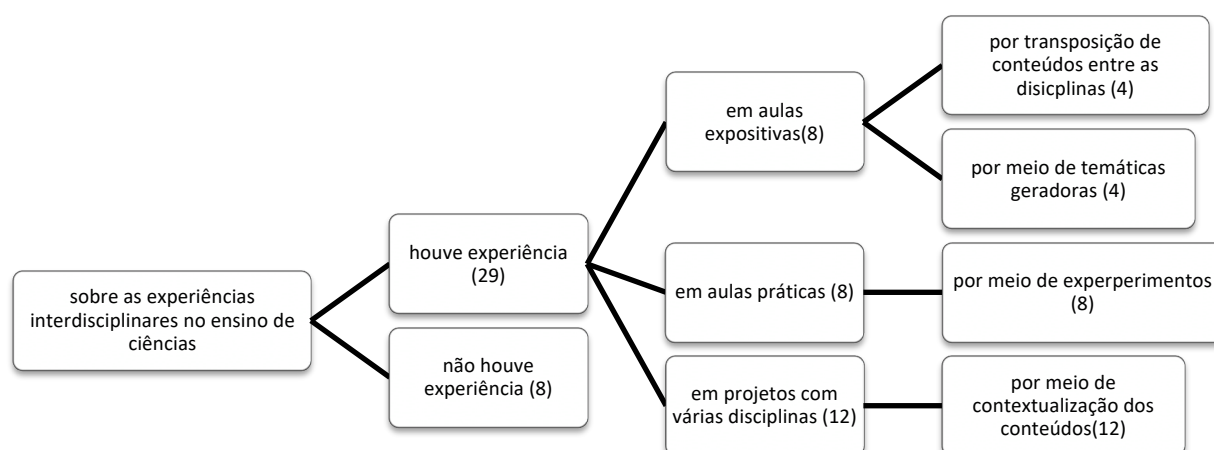 sobre as experiências
interdisciplinares no ensino de
ciências
houve experiência
(29)
não houve
experiência (8)
em aulas
expositivas(8)
em aulas práticas (8)
em projetos com
várias disciplinas (12)
por transposição de
conteúdos entre as
disicplinas (4)
por meio de temáticas
geradoras (4)
por meio de experperimentos
(8)
por meio de
contextualização dos
conteúdos(12)